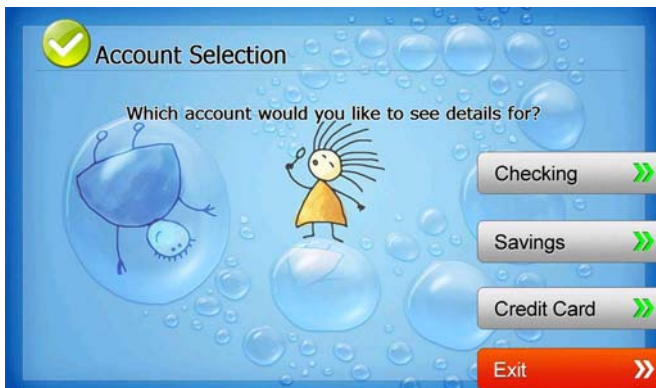 Account Selection
Which account would you like to see details for?
Checking
Savings
Credit Card
Exit